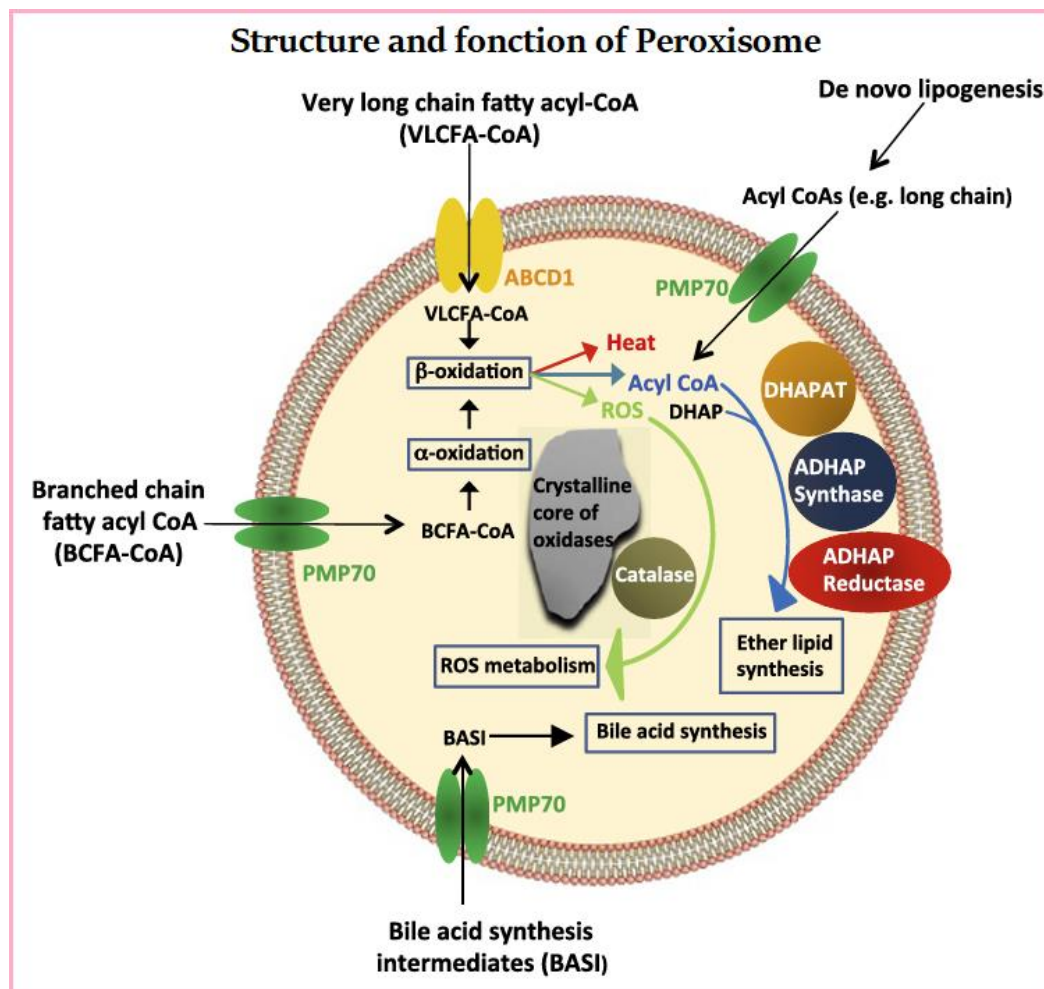 Structure and fonction of Peroxisome
Very long chain fatty acyl-CoA
(VLCFA-CoA)
De novo lipogenesis
Acyl CoAs (e.g. long chain)
ABCD1
PMP70
VLCFA-CoA
β-oxidation
Heat
Acyl CoA
ROS
DHAP
DHAPAT
α-oxidation
ADHAP
Synthase
Branched chain
fatty acyl CoA
(BCFA-CoA)
PMP70
BCFA-CoA
Crystalline
core of
oxidases
Catalase
ADHAP
Reductase
ROS metabolism
Ether lipid
synthesis
BASI
Bile acid synthesis
PMP70
Bile acid synthesis
intermediates (BASI)